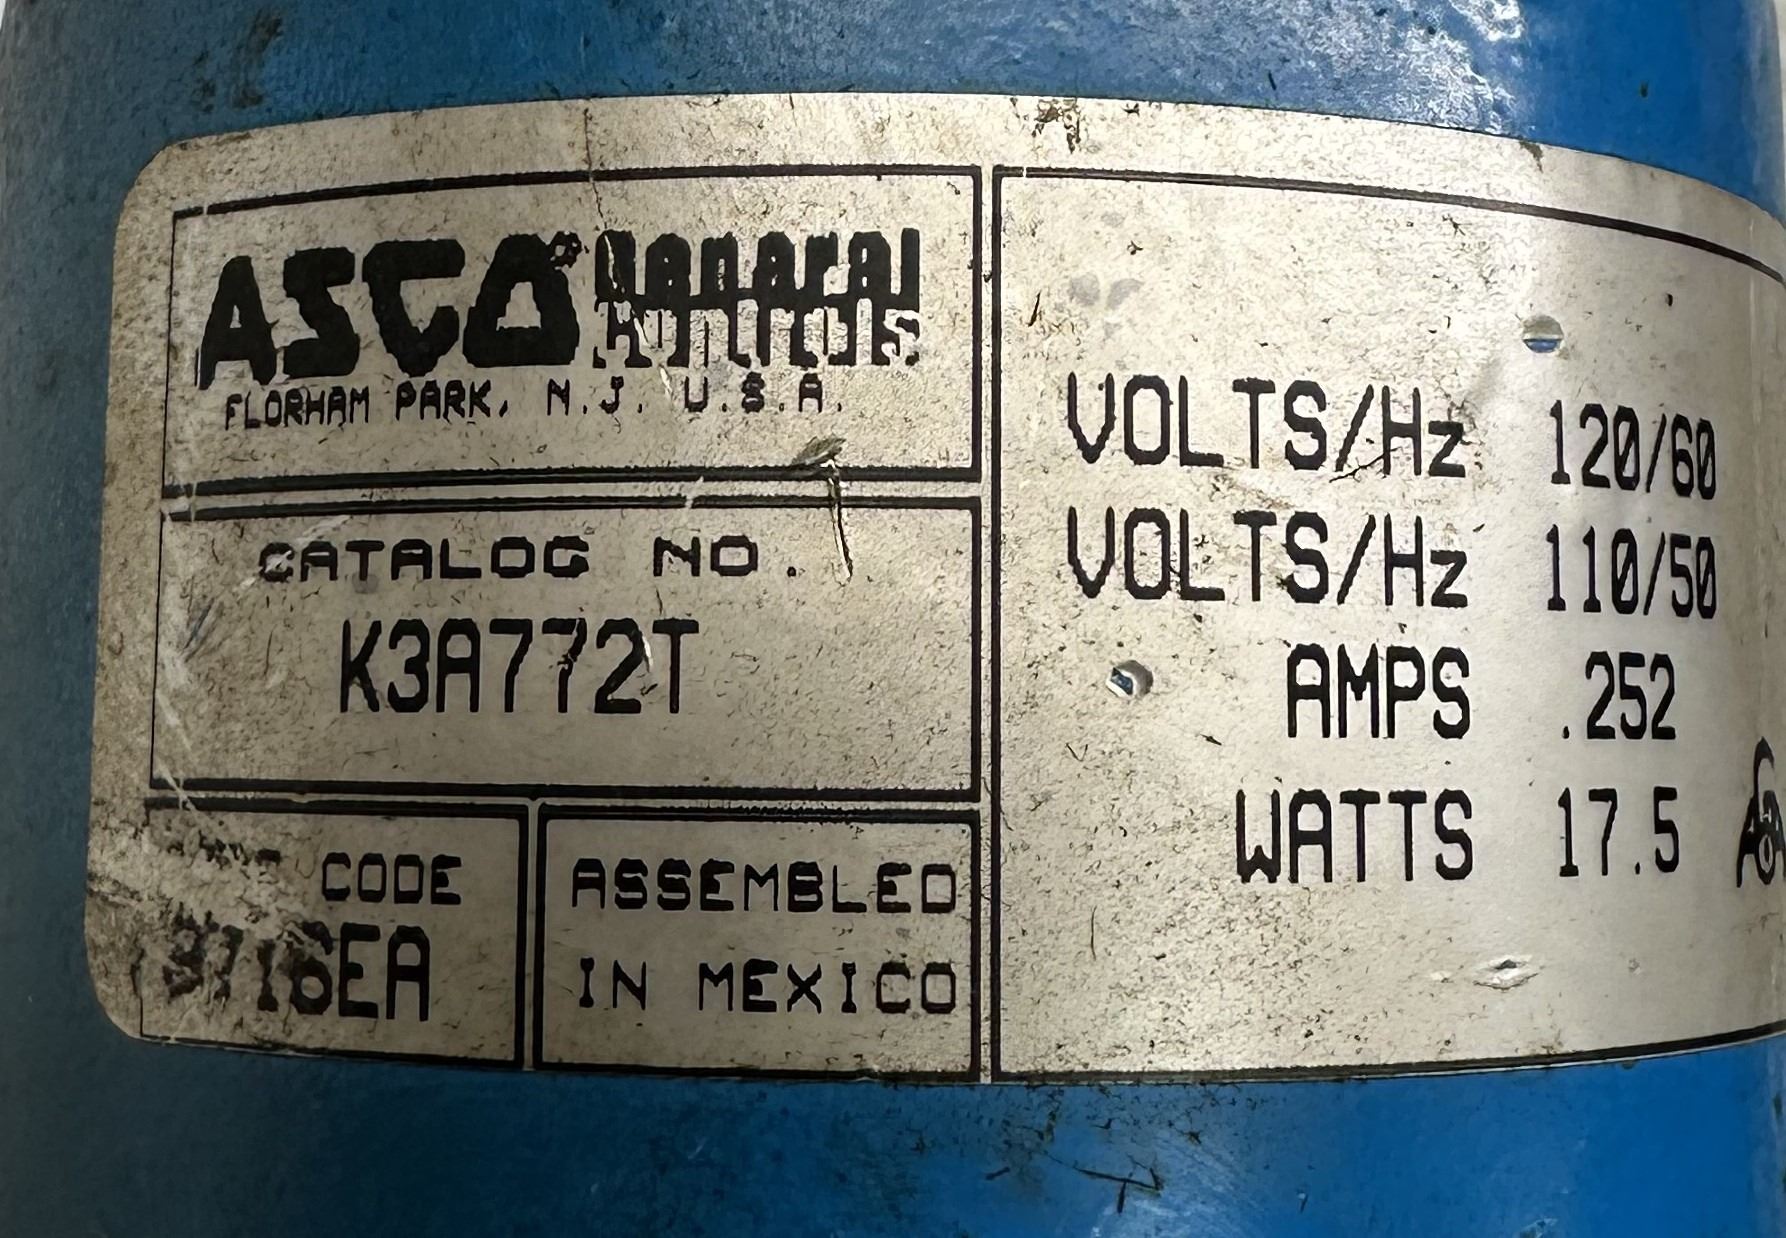 ASCO General
Controls
FLORHAM PARK, N.J. U.S.A.
CATALOG NO.
K3A772T
CODE
ASSEMBLED
IN MEXICO
VOLTS/Hz 120/60
VOLTS/Hz 110/50
AMPS .252
WATTS 17.5